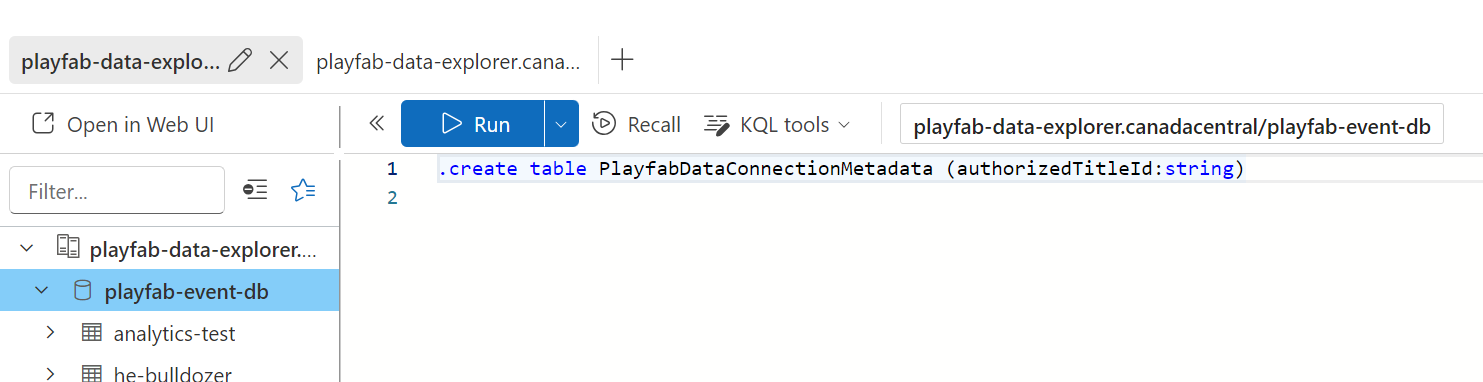 playfab-data-explo...
playfab-data-explorer.cana...
Open in Web UI
Run
Recall
KQL tools
playfab-data-explorer.canadacentral/playfab-event-db
Filter...
playfab-data-explorer....
playfab-event-db
analytics-test
he-bulldozer
1 .create table PlayfabDataConnectionMetadata (authorizedTitleId:string)
2